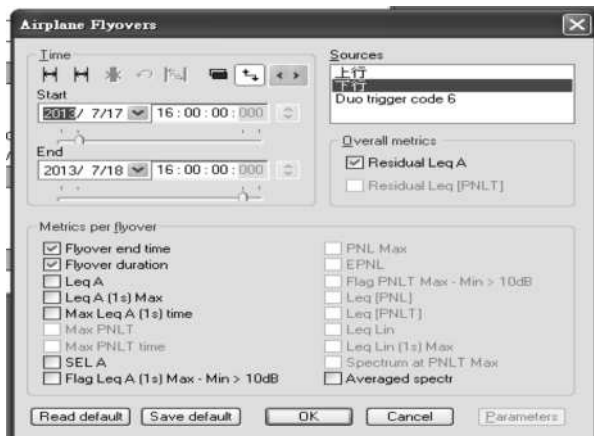 Airplane Flyovers
Time
Start
2013/ 7/17 16:00:00:000
End
2013/ 7/18 16:00:00:000
Sources
上行
下行
Duo trigger code 6
Overall metrics
Residual Leq A
Residual Leq [PNLT]
Metrics per flyover
Flyover end time
Flyover duration
Leq A
Leq A (1s) Max
Max Leq A (1s) time
Max PNLT
Max PNLT time
SEL A
Flag Leq A (1s) Max - Min > 10dB
PNL Max
EPNL
Flag PNLT Max - Min > 10dB
Leq [PNL]
Leq [PNLT]
Leq Lin
Leq Lin (1s) Max
Spectrum at PNLT Max
Averaged spectr
Read default Save default OK Cancel Parameters